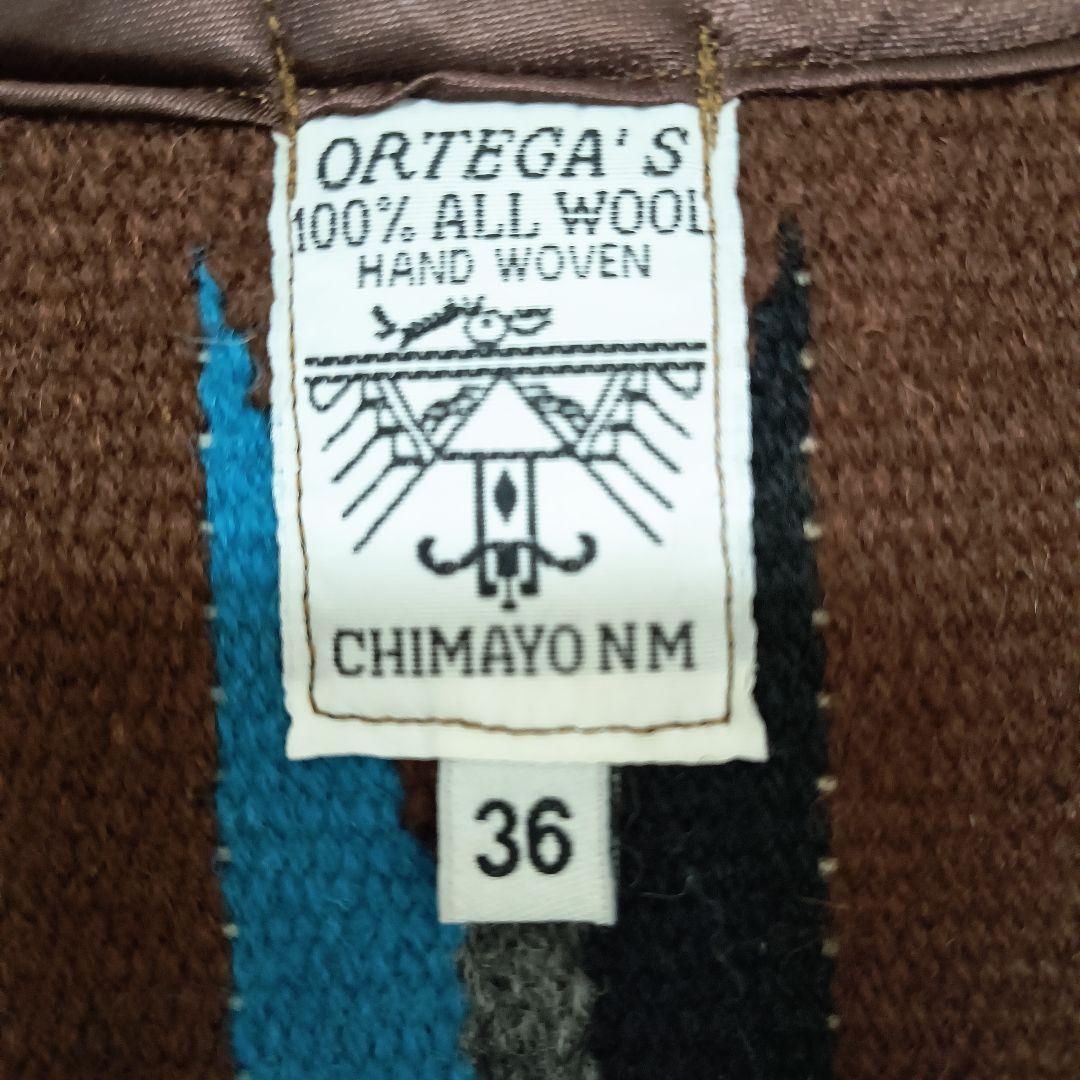 ORTEGA'S
100% ALL WOOL
HAND WOVEN
CHIMAYO NM
36